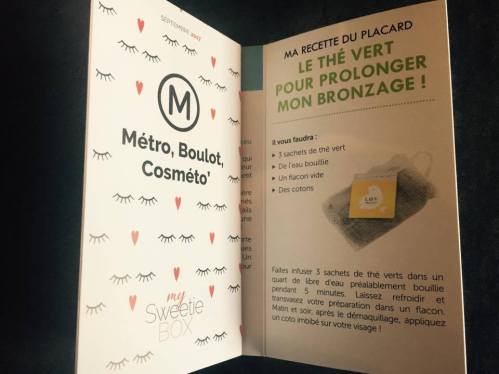 SEPTEMBRE 2017
M
Métro, Boulot,
Cosméto'
my
Sweetie
BOX
MA RECETTE DU PLACARD
LE THÉ VERT
POUR PROLONGER
MON BRONZAGE !
Il vous faudra :
3 sachets de thé vert
De l'eau bouillie
Un flacon vide
Des cotons
Faites infuser 3 sachets de thé verts dans un
quart de libre d'eau préalablement bouillie
pendant 5 minutes. Laissez refroidir et
transvasez votre préparation dans un flacon.
Matin et soir, après le démaquillage, appliquez
un coto imbibé sur votre visage !